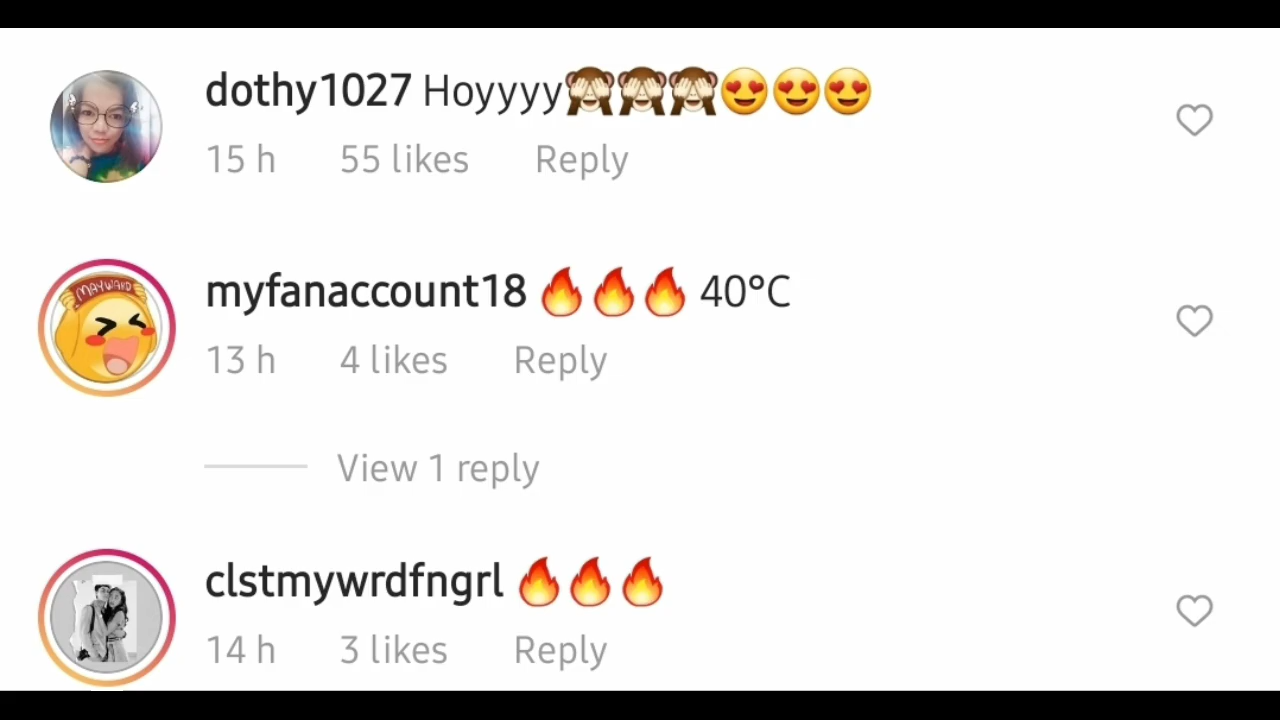 dothy1027 Hoyyyy🙈🙈🙈😍😍😍
15 h 55 likes Reply
MAYWARD
myfanaccount18 🔥🔥🔥 40°C
13 h 4 likes Reply
View 1 reply
clstmywrdfngrl 🔥🔥🔥
14 h 3 likes Reply